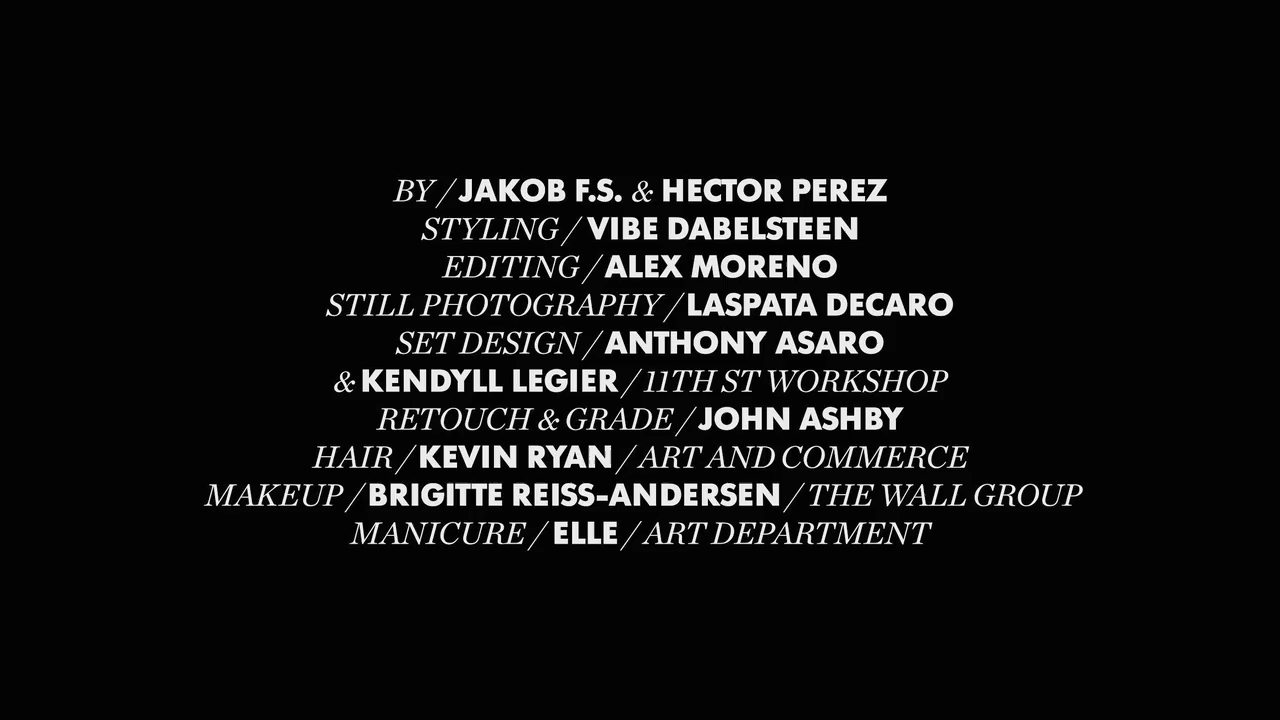 BY / JAKOB F.S. & HECTOR PEREZ
STYLING / VIBE DABELSTEEN
EDITING / ALEX MORENO
STILL PHOTOGRAPHY / LASPATA DECARO
SET DESIGN / ANTHONY ASARO
& KENDYLL LEGIER / 11TH ST WORKSHOP
RETOUCH & GRADE / JOHN ASHBY
HAIR / KEVIN RYAN / ART AND COMMERCE
MAKEUP / BRIGITTE REISS-ANDERSEN / THE WALL GROUP
MANICURE / ELLE / ART DEPARTMENT